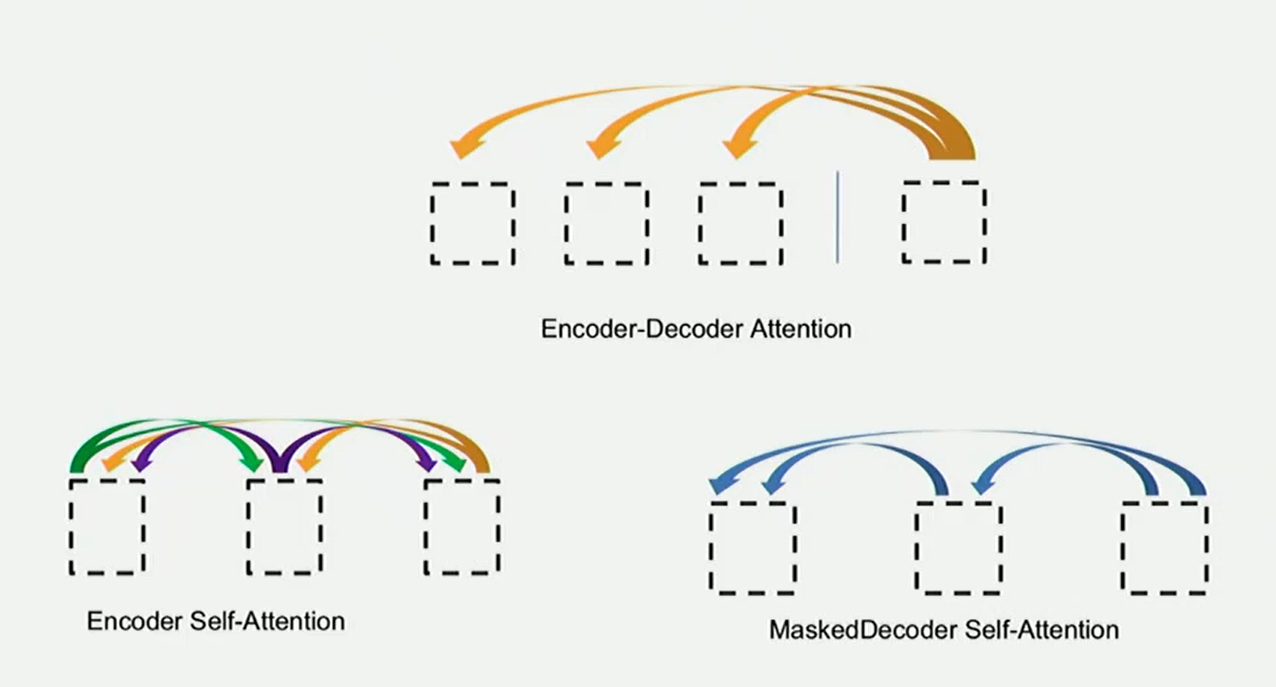 Encoder-Decoder Attention
Encoder Self-Attention
MaskedDecoder Self-Attention